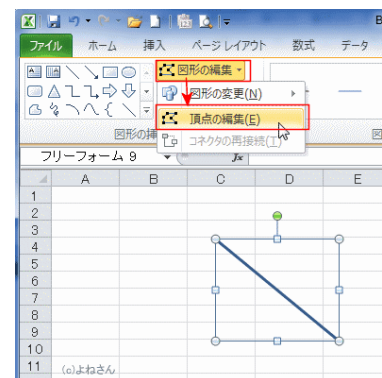 B
ファイル ホーム 挿入 ページ レイアウト 数式 データ
図形の編集
図形の変更(N)
頂点の編集(E)
コネクタの再接続(T)
図形の挿
図
フリーフォーム 9 fx
A B C D E
1
2
3
4
5
6
7
8
9
10
11 (c)よねさん